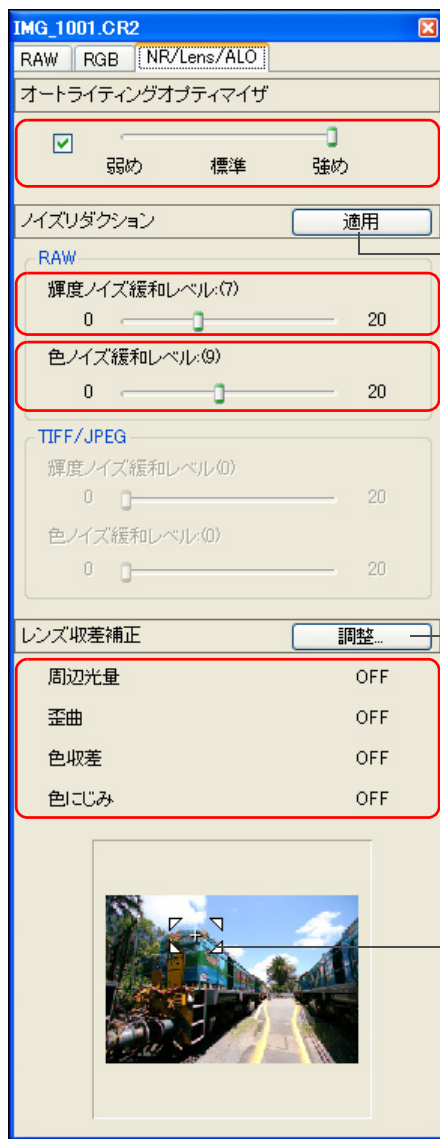 IMG_1001.CR2
RAW RGB NR/Lens/ALO
オートライティングオプティマイザ
弱め 標準 強め
ノイズリダクション 適用
RAW
輝度ノイズ緩和レベル:(7)
0 20
色ノイズ緩和レベル:(9)
0 20
TIFF/JPEG
輝度ノイズ緩和レベル(0)
0 20
色ノイズ緩和レベル:(0)
0 20
レンズ収差補正 調整...
周辺光量 OFF
歪曲 OFF
色収差 OFF
色にじみ OFF